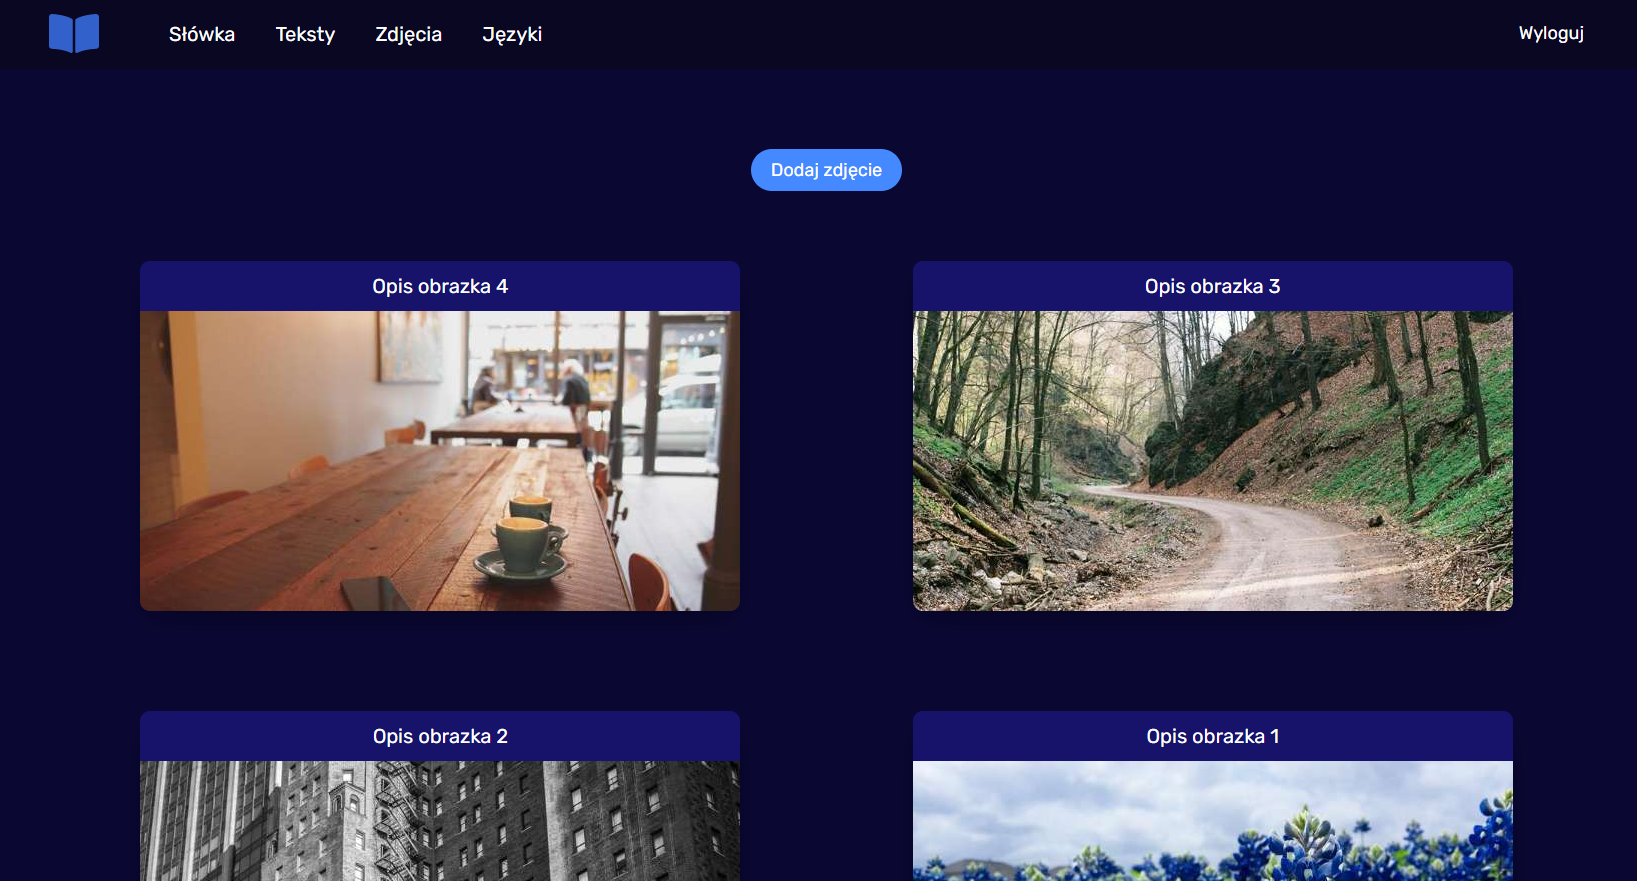 Słówka Teksty Zdjęcia Języki Wyloguj
Dodaj zdjęcie
Opis obrazka 4
Opis obrazka 3
Opis obrazka 2
Opis obrazka 1